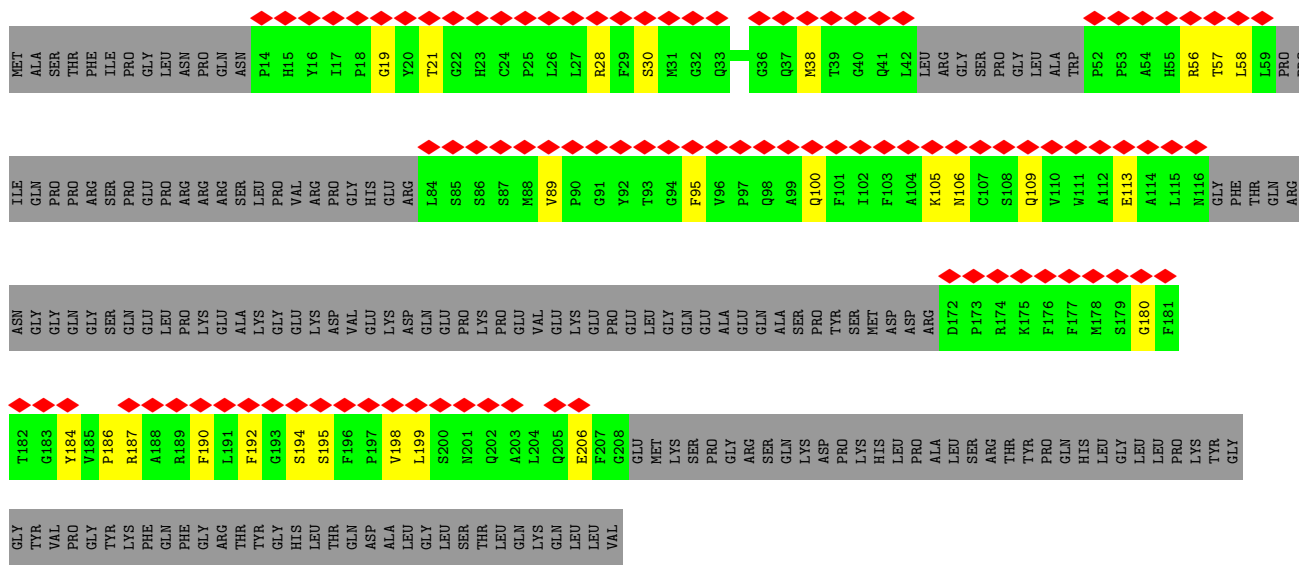 MET ALA SER THR PHE ILE PRO GLY LEU ASN PRO GLN ASN P14 H15 Y16 I17 P18 G19 Y20 T21 G22 H23 C24 P25 L26 L27 R28 F29 S30 M31 G32 Q33 G36 Q37 M38 T39 G40 Q41 L42 LEU ARG GLY SER PRO GLY LEU ALA TRP P52 P53 A54 H55 R56 T57 L58 L59 PRO
ILE GLN PRO PRO ARG SER PRO GLU PRO ARG ARG ARG SER LEU PRO VAL ARG PRO GLY HIS GLU ARG L84 S85 S86 S87 M88 V89 P90 G91 Y92 T93 G94 F95 V96 P97 Q98 A99 Q100 F101 I102 F103 A104 K105 N106 C107 S108 Q109 V110 W111 A112 E113 A114 L115 N116 GLY PHE THR GLN ARG
ASN GLY GLY GLN GLY SER GLN GLU LEU PRO LYS GLU ALA LYS GLY GLU LYS ASP VAL GLU LYS ASP GLN GLU PRO LYS PRO GLU VAL GLU LYS GLU PRO GLU LEU GLY GLN GLU ALA GLU GLN ALA SER PRO TYR SER MET ASP ASP ARG D172 P173 R174 K175 F176 F177 M178 S179 G180 F181
T182 G183 Y184 V185 P186 R187 A188 R189 F190 L191 F192 G193 S194 S195 F196 P197 V198 L199 S200 N201 Q202 A203 L204 Q205 E206 F207 G208 GLU MET LYS SER PRO GLY ARG SER GLN LYS ASP PRO LYS HIS LEU PRO ALA LEU SER ARG THR TYR PRO GLN HIS LEU GLY LEU LEU PRO LYS TYR GLY
GLY TYR VAL PRO GLY TYR LYS PHE GLN PHE GLY ARG THR TYR GLY HIS LEU THR GLN ASP ALA LEU GLY LEU SER THR LEU GLN LYS GLN LEU LEU VAL